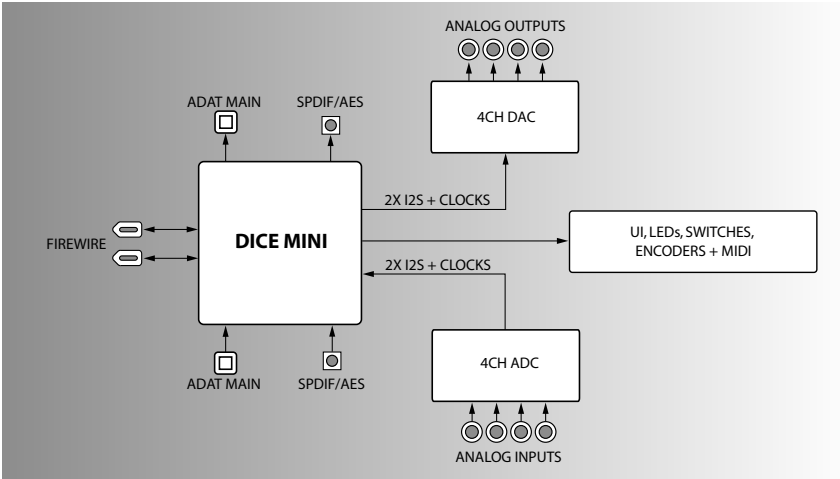 ANALOG OUTPUTS
ADAT MAIN
SPDIF/AES
4CH DAC
2X I2S + CLOCKS
FIREWIRE
DICE MINI
UI, LEDs, SWITCHES,
ENCODERS + MIDI
2X I2S + CLOCKS
4CH ADC
ADAT MAIN
SPDIF/AES
ANALOG INPUTS